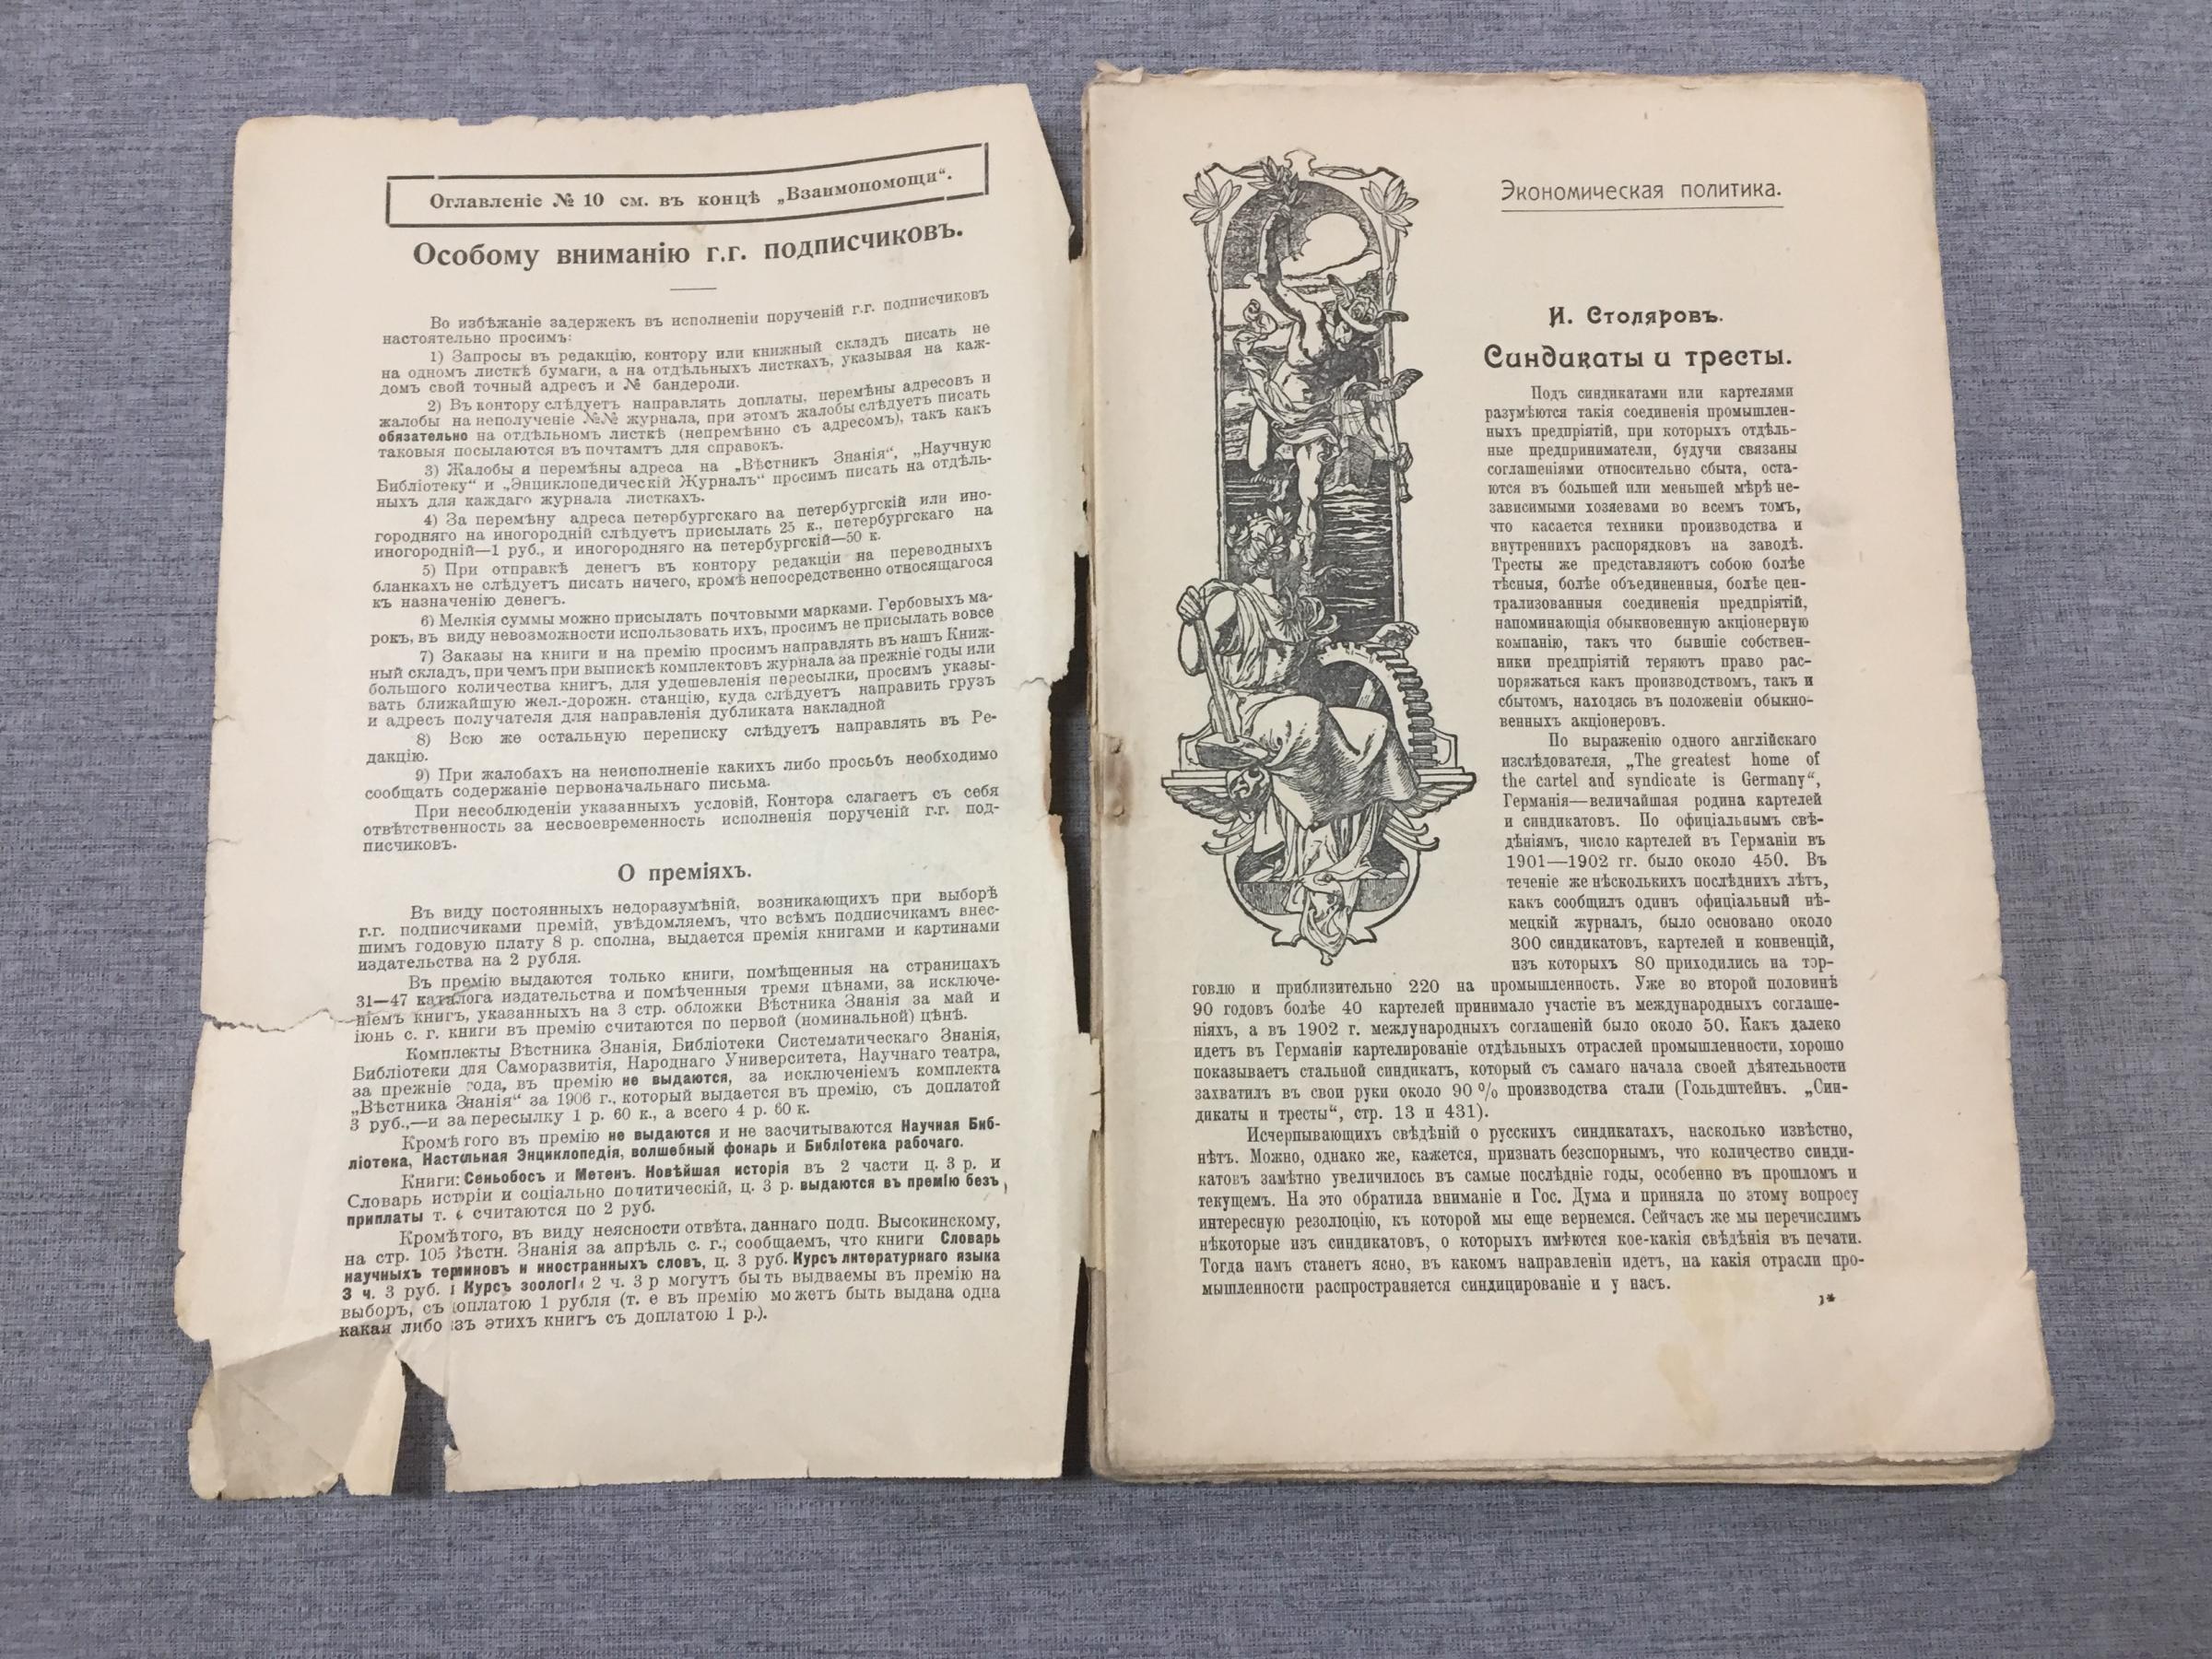 Оглавленіе № 10 см. въ концѣ „Взаимопомощи“.
Особому вниманію г.г. подписчиковъ.
Во избѣжаніе задержекъ въ исполненіи порученій г.г. подписчиковъ
настоятельно просимъ:
1) Запросы въ редакцію, контору или книжный складъ писать не
на одномъ листкѣ бумаги, а на отдѣльныхъ листкахъ, указывая на каж-
домъ свой точный адресъ и № бандероли.
2) Въ контору слѣдуетъ направлять доплаты, перемѣны адресовъ и
жалобы на неполученіе №№ журнала, при этомъ жалобы слѣдуетъ писать
обязательно на отдѣльномъ листкѣ (непремѣнно съ адресомъ), такъ какъ
таковыя посылаются въ почтамтъ для справокъ.
3) Жалобы и перемѣны адреса на „Вѣстникъ Знанія“, „Научную
Библіотеку“ и „Энциклопедическій Журналъ“ просимъ писать на отдѣль-
ныхъ для каждаго журнала листкахъ.
4) За перемѣну адреса петербургскаго на петербургскій или ино-
городняго на иногородній слѣдуетъ присылать 25 к., петербургскаго на
иногородній—1 руб., и иногородняго на петербургскій—50 к.
5) При отправкѣ денегъ въ контору редакціи на переводныхъ
бланкахъ не слѣдуетъ писать ничего, кромѣ непосредственно относящагося
къ назначенію денегъ.
6) Мелкія суммы можно присылать почтовыми марками. Гербовыхъ ма-
рокъ, въ виду невозможности использовать ихъ, просимъ не присылать вовсе
7) Заказы на книги и на премію просимъ направлять въ нашъ Книж-
ный складъ, при чемъ при выпискѣ комплектовъ журнала за прежніе годы или
большого количества книгъ, для удешевленія пересылки, просимъ указы-
вать ближайшую жел.-дорожн. станцію, куда слѣдуетъ направить грузъ
и адресъ получателя для направленія дубликата накладной
8) Всю же остальную переписку слѣдуетъ направлять въ Ре-
дакцію.
9) При жалобахъ на неисполненіе какихъ либо просьбъ необходимо
сообщать содержаніе первоначальнаго письма.
При несоблюденіи указанныхъ условій, Контора слагаетъ съ себя
отвѣтственность за несвоевременность исполненія порученій г.г. под-
писчиковъ.
О преміяхъ.
Въ виду постоянныхъ недоразумѣній, возникающихъ при выборѣ
г.г. подписчиками премій, увѣдомляемъ, что всѣмъ подписчикамъ внес-
шимъ годовую плату 8 р. сполна, выдается премія книгами и картинами
издательства на 2 рубля.
Въ премію выдаются только книги, помѣщенныя на страницахъ
31—47 каталога издательства и помѣченныя тремя цѣнами, за исключе-
ніемъ книгъ, указанныхъ на 3 стр. обложки Вѣстника Знанія за май и
іюнь с. г. книги въ премію считаются по первой (номинальной) цѣнѣ.
Комплекты Вѣстника Знанія, Библіотеки Систематическаго Знанія,
Библіотеки для Саморазвитія, Народнаго Университета, Научнаго театра,
за прежніе года, въ премію не выдаются, за исключеніемъ комплекта
„Вѣстника Знанія“ за 1906 г., который выдается въ премію, съ доплатой
3 руб.,—и за пересылку 1 р. 60 к., а всего 4 р. 60 к.
Кромѣ того въ премію не выдаются и не засчитываются Научная Биб-
ліотека, Настольная Энциклопедія, волшебный фонарь и Библіотека рабочаго.
Книги: Сеньобосъ и Метенъ. Новѣйшая исторія въ 2 части ц. 3 р. и
Словарь исторіи и соціально политическій, ц. 3 р. выдаются въ премію безъ
приплаты т. е считаются по 2 руб.
Кромѣ того, въ виду неясности отвѣта, даннаго подп. Высокинскому,
на стр. 105 Вѣстн. Знанія за апрѣль с. г., сообщаемъ, что книги Словарь
научныхъ терминовъ и иностранныхъ словъ, ц. 3 руб. Курсъ литературнаго языка
3 ч. 3 руб. і Курсъ зоологіи 2 ч. 3 р могутъ быть выдваемы въ премію на
выборъ, съ доплатою 1 рубля (т. е въ премію можетъ быть выдана одна
какая либо изъ этихъ книгъ съ доплатою 1 р.).
Экономическая политика.
И. Столяровъ.
Синдикаты и тресты.
Подъ синдикатами или картелями
разумѣются такія соединенія промышлен-
ныхъ предпріятій, при которыхъ отдѣль-
ные предприниматели, будучи связаны
соглашеніями относительно сбыта, оста-
ются въ большей или меньшей мѣрѣ не-
зависимыми хозяевами во всемъ томъ,
что касается техники производства и
внутреннихъ распорядковъ на заводѣ.
Тресты же представляютъ собою болѣе
тѣсныя, болѣе объединенныя, болѣе цен-
трализованныя соединенія предпріятій,
напоминающія обыкновенную акціонерную
компанію, такъ что бывшіе собствен-
ники предпріятій теряютъ право рас-
поряжаться какъ производствомъ, такъ и
сбытомъ, находясь въ положеніи обыкно-
венныхъ акціонеровъ.
По выраженію одного англійскаго
изслѣдователя, „The greatest home of
the cartel and syndicate is Germany“,
Германія—величайшая родина картелей
и синдикатовъ. По офиціальнымъ свѣ-
дѣніямъ, число картелей въ Германіи въ
1901—1902 гг. было около 450. Въ
теченіе же нѣсколькихъ послѣднихъ лѣтъ,
какъ сообщилъ одинъ офиціальный нѣ-
мецкій журналъ, было основано около
300 синдикатовъ, картелей и конвенцій,
изъ которыхъ 80 приходились на тор-
говлю и приблизительно 220 на промышленность. Уже во второй половинѣ
90 годовъ болѣе 40 картелей принимало участіе въ международныхъ соглаше-
ніяхъ, а въ 1902 г. международныхъ соглашеній было около 50. Какъ далеко
идетъ въ Германіи картелированіе отдѣльныхъ отраслей промышленности, хорошо
показываетъ стальной синдикатъ, который съ самаго начала своей дѣятельности
захватилъ въ свои руки около 90 % производства стали (Гольдштейнъ. „Син-
дикаты и тресты“, стр. 13 и 431).
Исчерпывающихъ свѣдѣній о русскихъ синдикатахъ, насколько извѣстно,
нѣтъ. Можно, однако же, кажется, признать безспорнымъ, что количество синди-
катовъ замѣтно увеличилось въ самые послѣдніе годы, особенно въ прошломъ и
текущемъ. На это обратила вниманіе и Гос. Дума и приняла по этому вопросу
интересную резолюцію, къ которой мы еще вернемся. Сейчасъ же мы перечислимъ
нѣкоторые изъ синдикатовъ, о которыхъ имѣются кое-какія свѣдѣнія въ печати.
Тогда намъ станетъ ясно, въ какомъ направленіи идетъ, на какія отрасли про-
мышленности распространяется синдицированіе и у насъ.
1*